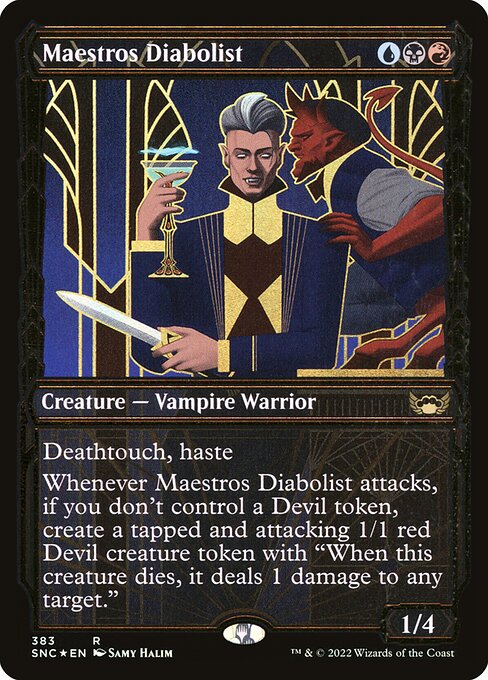 Maestros Diabolist
Creature — Vampire Warrior
Deathtouch, haste
Whenever Maestros Diabolist attacks,
if you don't control a Devil token,
create a tapped and attacking 1/1 red
Devil creature token with “When this
creature dies, it deals 1 damage to any
target.”
1/4
383 R
SNC★EN Samy Halim
™ & © 2022 Wizards of the Coast